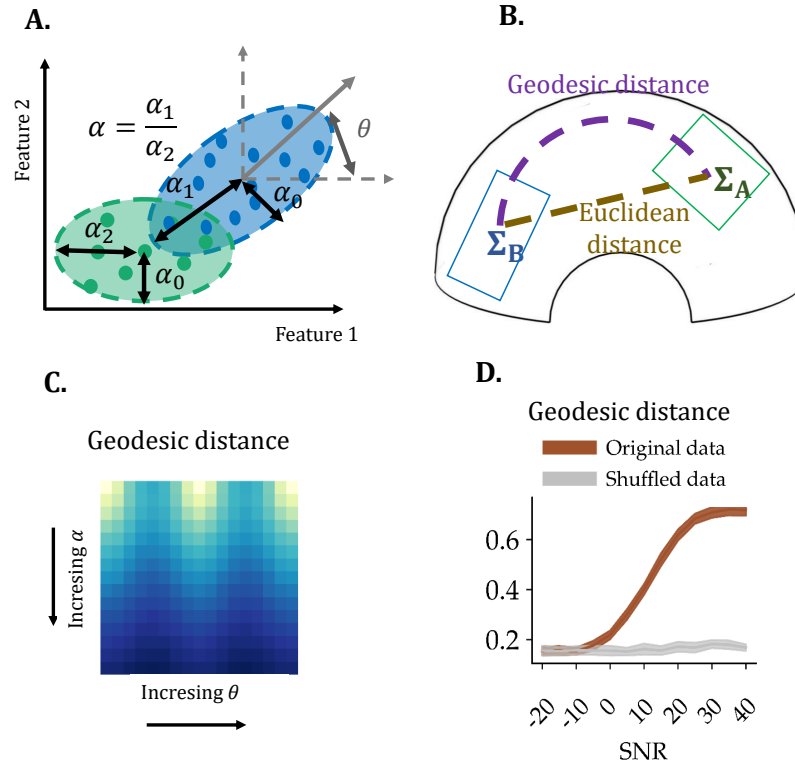 A.
Feature 2
α = α₁/α₂
θ
α₁
α₀
α₂
α₀
Feature 1
B.
Geodesic distance
Σ_A
Euclidean
distance
Σ_B
C.
Geodesic distance
Incresing α
Incresing θ
D.
Geodesic distance
Original data
Shuffled data
0.6
0.4
0.2
-20
-10
0
10
20
30
40
SNR